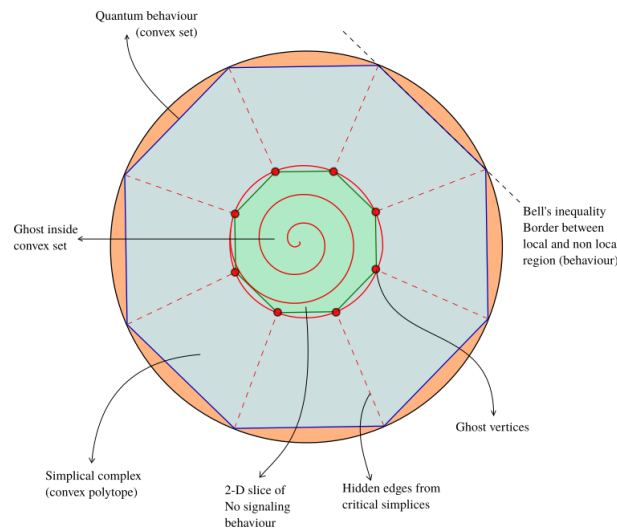 Quantum behaviour
(convex set)
Ghost inside
convex set
Bell's inequality
Border between
local and non local
region (behaviour)
Ghost vertices
Simplical complex
(convex polytope)
2-D slice of
No signaling
behaviour
Hidden edges from
critical simplices